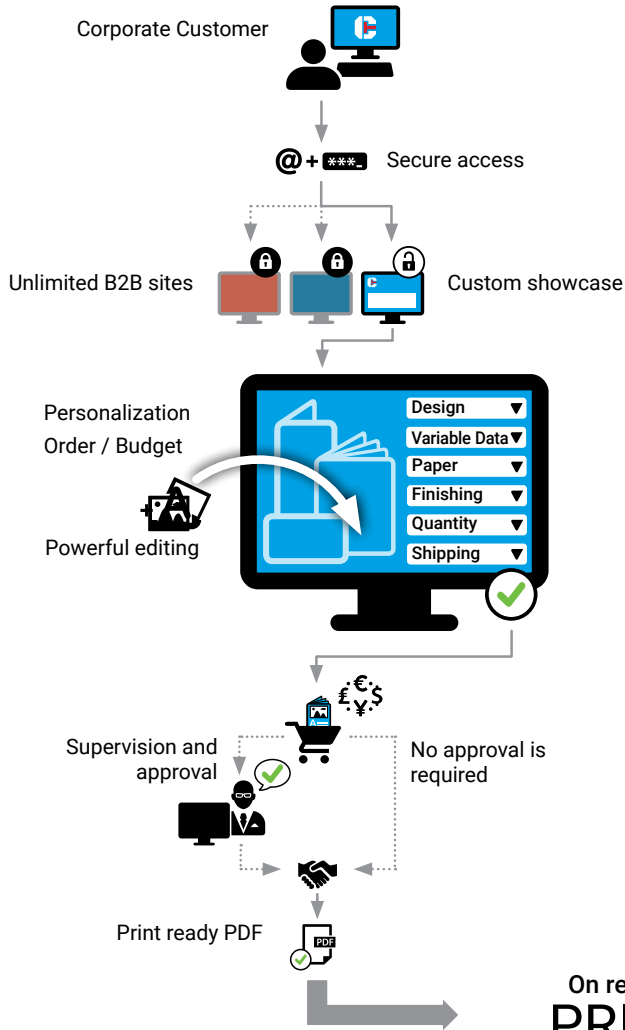 Corporate Customer
@ + ***_ Secure access
Unlimited B2B sites
Custom showcase
Personalization
Order / Budget
Powerful editing
Design
Variable Data
Paper
Finishing
Quantity
Shipping
£ € $ ¥
Supervision and
approval
No approval is
required
Print ready PDF
PDF
On